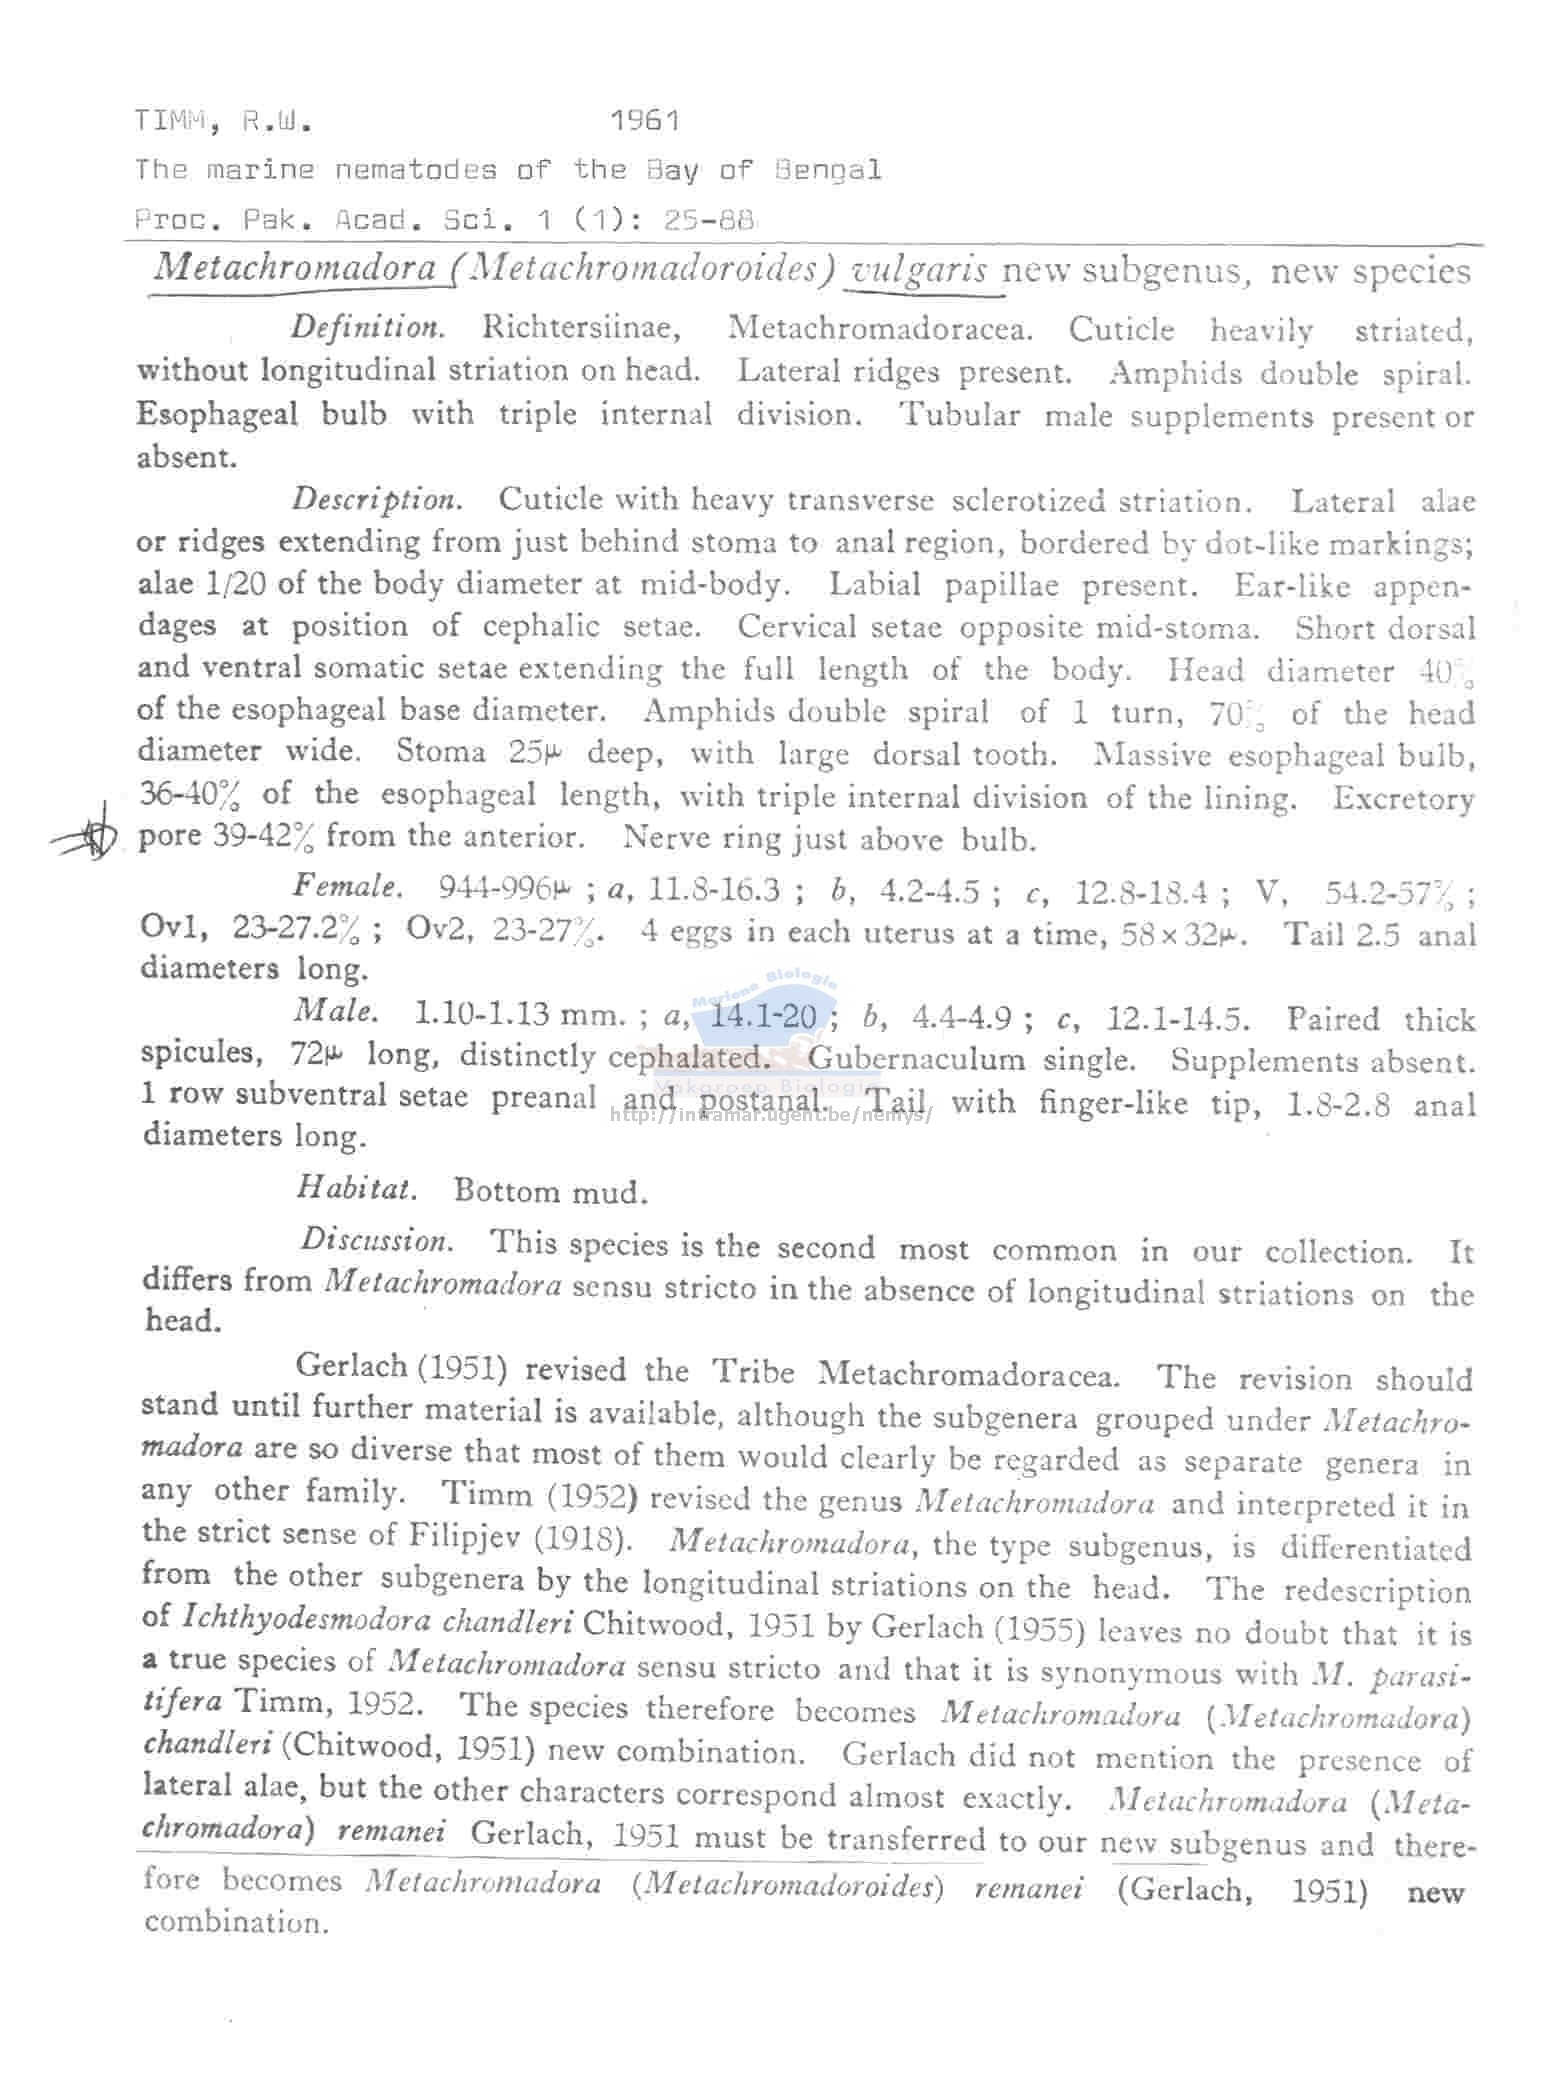 TIMM, R.W. 1961
The marine nematodes of the Bay of Bengal
Proc. Pak. Acad. Sci. 1 (1): 25-88
Metachromadora (Metachromadoroides) vulgaris new subgenus, new species
Definition. Richtersiinae, Metachromadoracea. Cuticle heavily striated,
without longitudinal striation on head. Lateral ridges present. Amphids double spiral.
Esophageal bulb with triple internal division. Tubular male supplements present or
absent.
Description. Cuticle with heavy transverse sclerotized striation. Lateral alae
or ridges extending from just behind stoma to anal region, bordered by dot-like markings;
alae 1/20 of the body diameter at mid-body. Labial papillae present. Ear-like appen-
dages at position of cephalic setae. Cervical setae opposite mid-stoma. Short dorsal
and ventral somatic setae extending the full length of the body. Head diameter 40%
of the esophageal base diameter. Amphids double spiral of 1 turn, 70% of the head
diameter wide. Stoma 25μ deep, with large dorsal tooth. Massive esophageal bulb,
36-40% of the esophageal length, with triple internal division of the lining. Excretory
pore 39-42% from the anterior. Nerve ring just above bulb.
Female. 944-996μ ; a, 11.8-16.3 ; b, 4.2-4.5 ; c, 12.8-18.4 ; V, 54.2-57% ;
Ov1, 23-27.2% ; Ov2, 23-27%. 4 eggs in each uterus at a time, 58×32μ. Tail 2.5 anal
diameters long.
Male. 1.10-1.13 mm. ; a, 14.1-20 ; b, 4.4-4.9 ; c, 12.1-14.5. Paired thick
spicules, 72μ long, distinctly cephalated. Gubernaculum single. Supplements absent.
1 row subventral setae preanal and postanal. Tail with finger-like tip, 1.8-2.8 anal
diameters long.
Mariene Biologie
Vakgroep Biologie
http://intramar.ugent.be/nemys/
Habitat. Bottom mud.
Discussion. This species is the second most common in our collection. It
differs from Metachromadora sensu stricto in the absence of longitudinal striations on the
head.
Gerlach (1951) revised the Tribe Metachromadoracea. The revision should
stand until further material is available, although the subgenera grouped under Metachro-
madora are so diverse that most of them would clearly be regarded as separate genera in
any other family. Timm (1952) revised the genus Metachromadora and interpreted it in
the strict sense of Filipjev (1918). Metachromadora, the type subgenus, is differentiated
from the other subgenera by the longitudinal striations on the head. The redescription
of Ichthyodesmodora chandleri Chitwood, 1951 by Gerlach (1955) leaves no doubt that it is
a true species of Metachromadora sensu stricto and that it is synonymous with M. parasi-
tifera Timm, 1952. The species therefore becomes Metachromadora (Metachromadora)
chandleri (Chitwood, 1951) new combination. Gerlach did not mention the presence of
lateral alae, but the other characters correspond almost exactly. Metachromadora (Meta-
chromadora) remanei Gerlach, 1951 must be transferred to our new subgenus and there-
fore becomes Metachromadora (Metachromadoroides) remanei (Gerlach, 1951) new
combination.